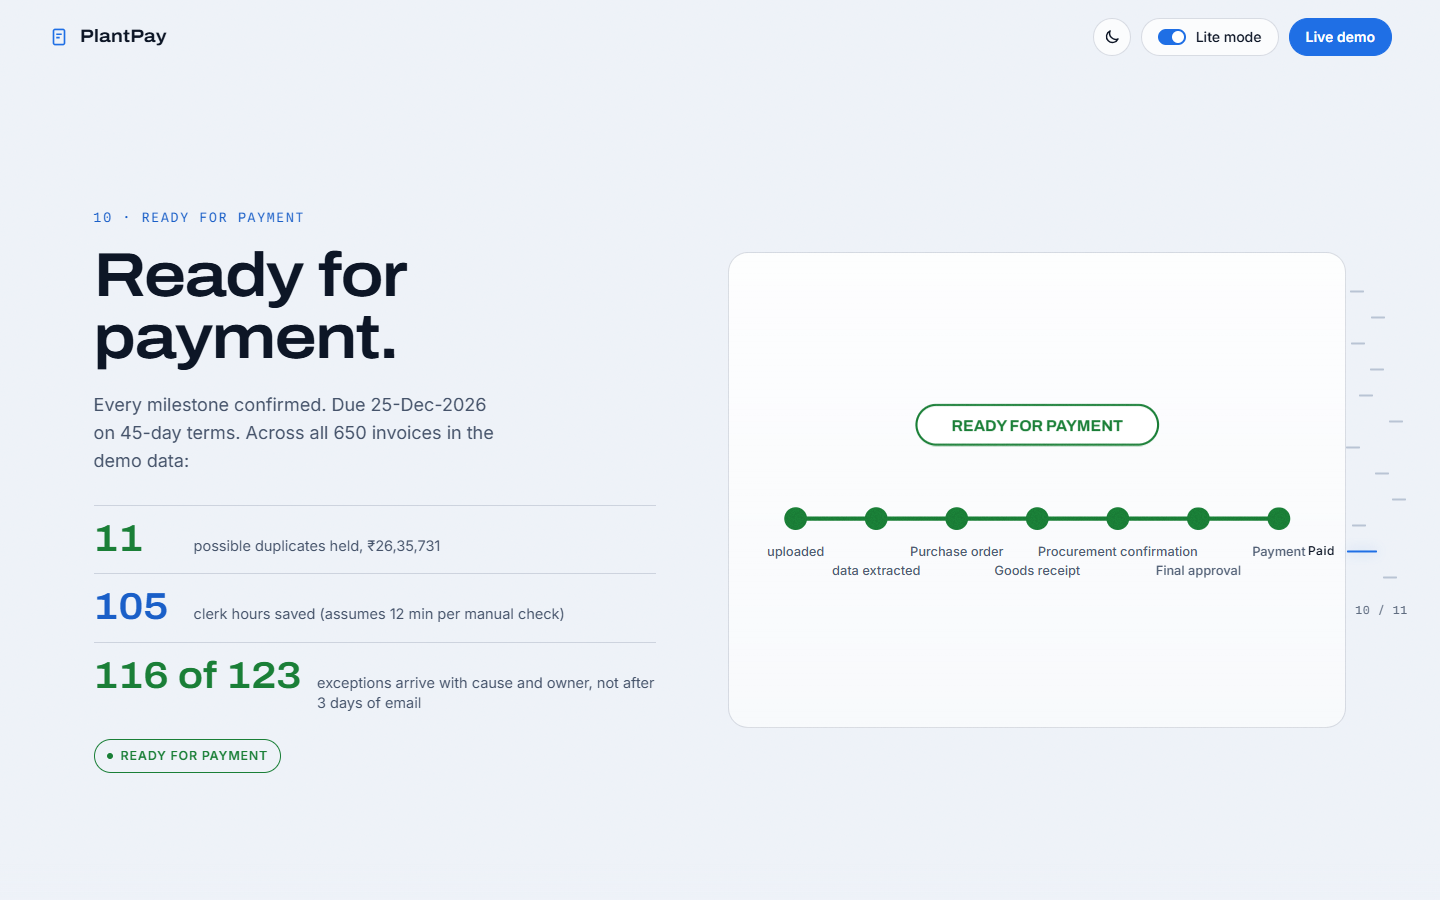 PlantPay
Lite mode
Live demo
10 · READY FOR PAYMENT
Ready for
payment.
Every milestone confirmed. Due 25-Dec-2026
on 45-day terms. Across all 650 invoices in the
demo data:
11 possible duplicates held, ₹26,35,731
105 clerk hours saved (assumes 12 min per manual check)
116 of 123 exceptions arrive with cause and owner, not after
3 days of email
READY FOR PAYMENT
READY FOR PAYMENT
uploaded Purchase order Procurement confirmation Payment Paid
data extracted Goods receipt Final approval
10 / 11